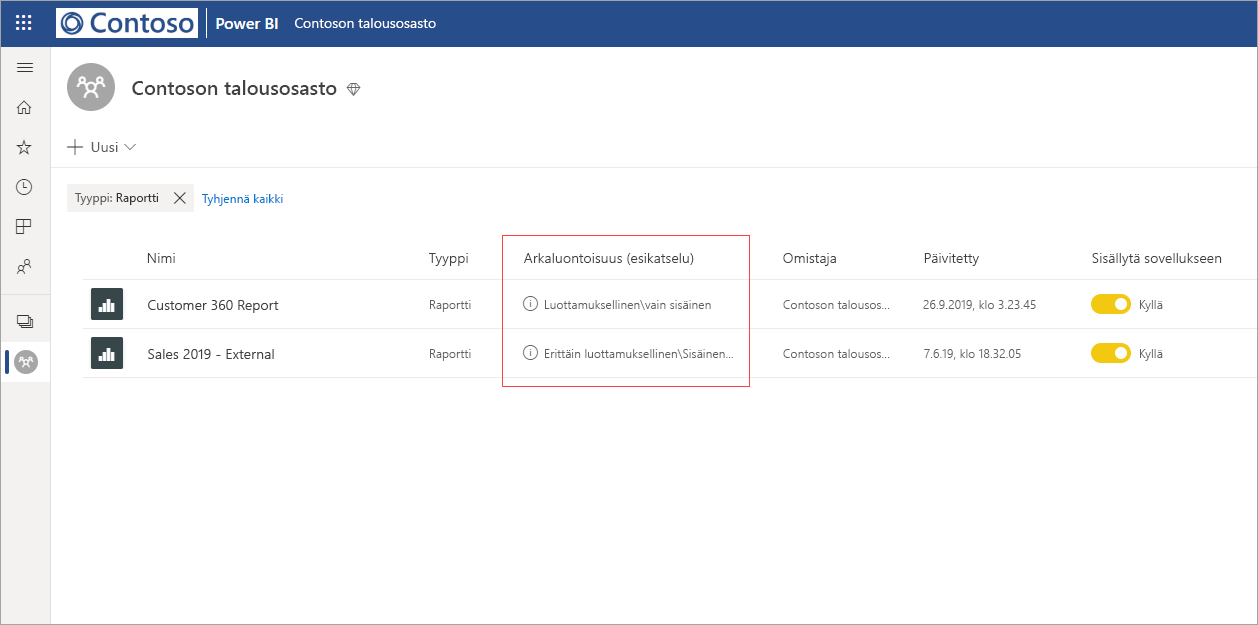 Contoso Power BI Contoson talousosasto
Contoson talousosasto
Uusi
Tyyppi: Raportti Tyhjennä kaikki
Nimi Tyyppi Arkaluontoisuus (esikatselu) Omistaja Päivitetty Sisällytä sovellukseen
Customer 360 Report Raportti Luottamuksellinen\vain sisäinen Contoson talousos... 26.9.2019, klo 3.23.45 Kyllä
Sales 2019 - External Raportti Erittäin luottamuksellinen\Sisäinen... Contoson talousos... 7.6.19, klo 18.32.05 Kyllä